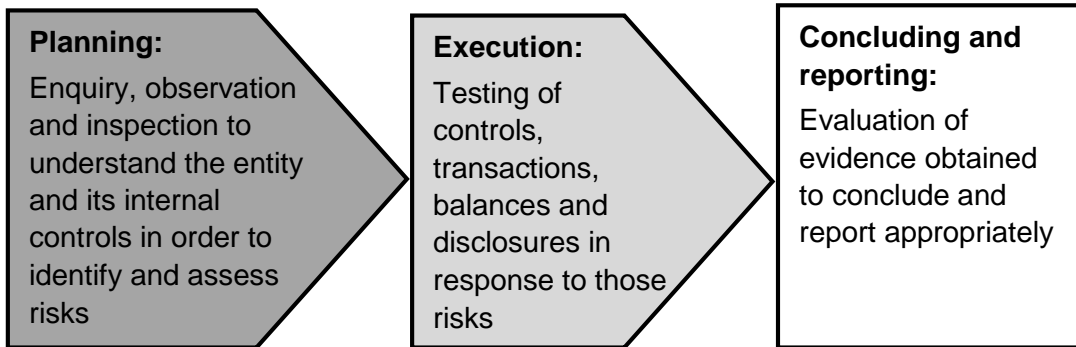 Planning:
Enquiry, observation
and inspection to
understand the entity
and its internal
controls in order to
identify and assess
risks
Execution:
Testing of
controls,
transactions,
balances and
disclosures in
response to those
risks
Concluding and
reporting:
Evaluation of
evidence obtained
to conclude and
report appropriately